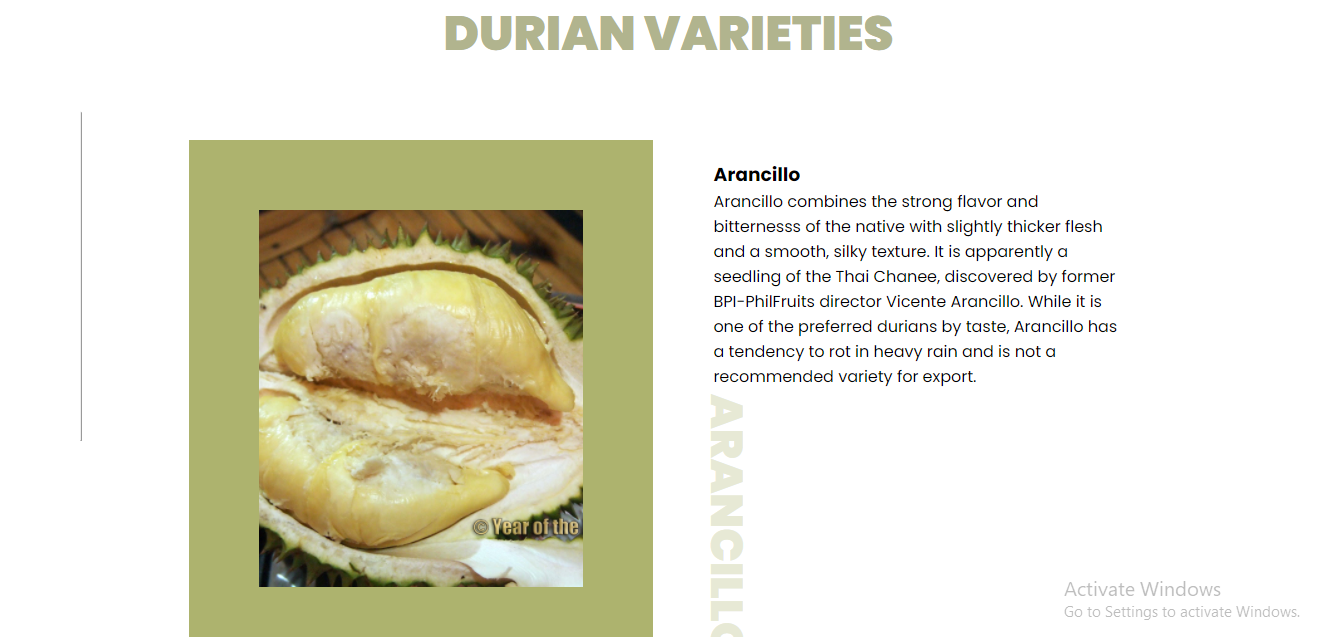 DURIAN VARIETIES
Arancillo
Arancillo combines the strong flavor and
bitternesss of the native with slightly thicker flesh
and a smooth, silky texture. It is apparently a
seedling of the Thai Chanee, discovered by former
BPI-PhilFruits director Vicente Arancillo. While it is
one of the preferred durians by taste, Arancillo has
a tendency to rot in heavy rain and is not a
recommended variety for export.
ARANCILLO
© Year of the
Activate Windows
Go to Settings to activate Windows.